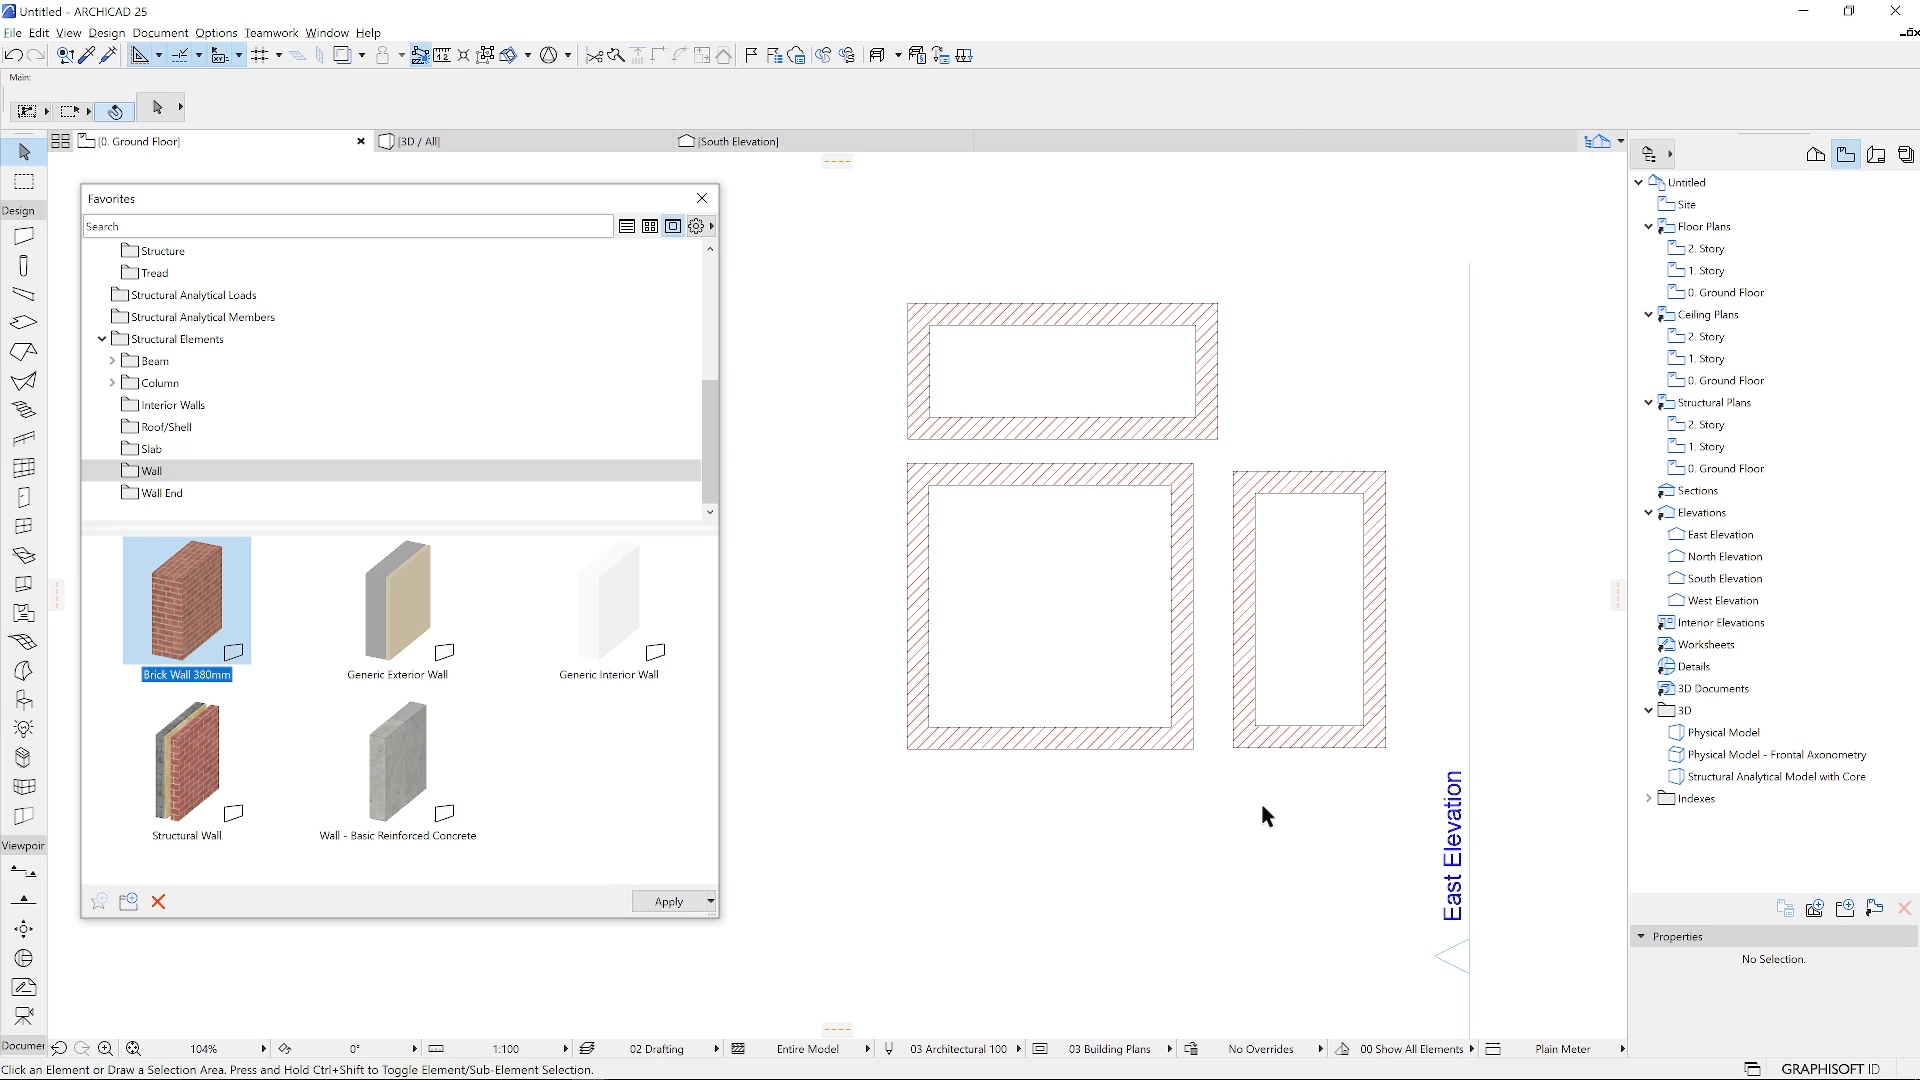 Untitled - ARCHICAD 25
File Edit View Design Document Options Teamwork Window Help
Main:
[0. Ground Floor]
[3D / All]
[South Elevation]
Design
Viewpoir
Documer
Favorites
Search
Structure
Tread
Structural Analytical Loads
Structural Analytical Members
Structural Elements
Beam
Column
Interior Walls
Roof/Shell
Slab
Wall
Wall End
Brick Wall 380mm
Generic Exterior Wall
Generic Interior Wall
Structural Wall
Wall - Basic Reinforced Concrete
Apply
East Elevation
Untitled
Site
Floor Plans
2. Story
1. Story
0. Ground Floor
Ceiling Plans
2. Story
1. Story
0. Ground Floor
Structural Plans
2. Story
1. Story
0. Ground Floor
Sections
Elevations
East Elevation
North Elevation
South Elevation
West Elevation
Interior Elevations
Worksheets
Details
3D Documents
3D
Physical Model
Physical Model - Frontal Axonometry
Structural Analytical Model with Core
Indexes
Properties
No Selection.
104%
0°
1:100
02 Drafting
Entire Model
03 Architectural 100
03 Building Plans
No Overrides
00 Show All Elements
Plain Meter
Click an Element or Draw a Selection Area. Press and Hold Ctrl+Shift to Toggle Element/Sub-Element Selection.
GRAPHISOFT ID